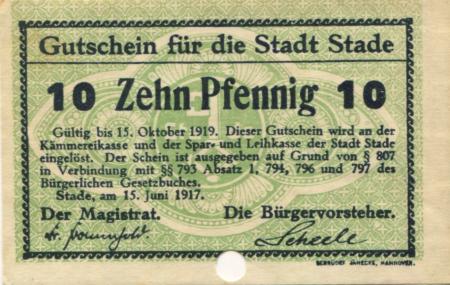 Gutschein für die Stadt Stade
10 Zehn Pfennig 10
Gültig bis 15. Oktober 1919. Dieser Gutschein wird an der
Kämmereikasse und der Spar- und Leihkasse der Stadt Stade
eingelöst. Der Schein ist ausgegeben auf Grund von § 807
in Verbindung mit §§ 793 Absatz 1, 794, 796 und 797 des
Bürgerlichen Gesetzbuches.
Stade, am 15. Juni 1917.
Der Magistrat. Die Bürgervorsteher.
Scheele
GEBRÜDER JÄNECKE, HANNOVER.